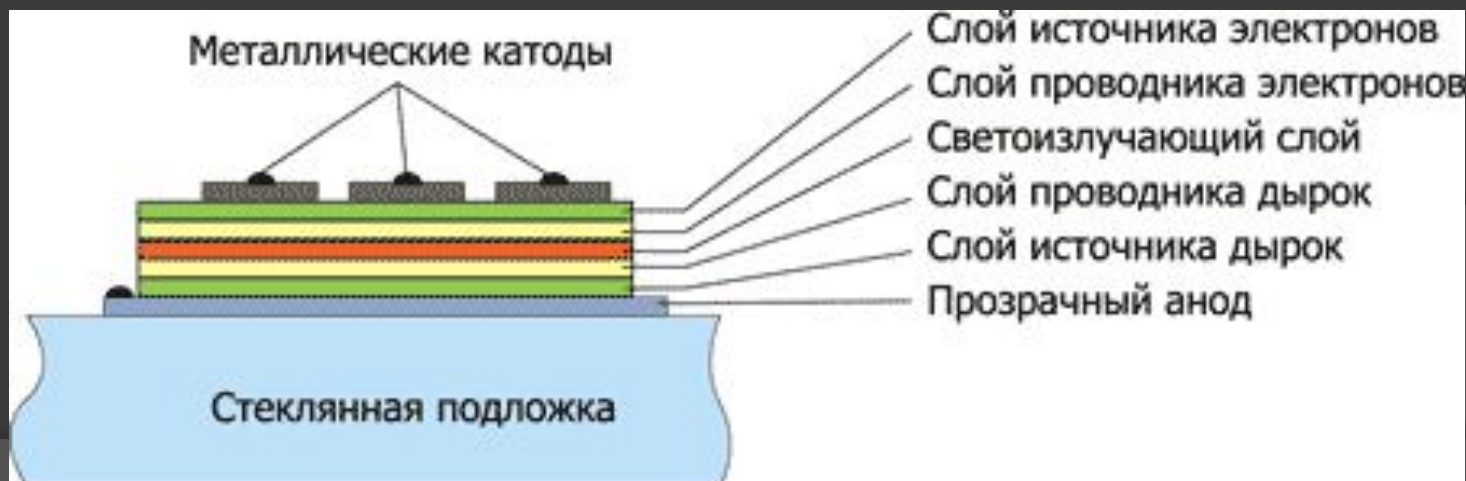 Металлические катоды
Слой источника электронов
Слой проводника электронов
Светоизлучающий слой
Слой проводника дырок
Слой источника дырок
Прозрачный анод
Стеклянная подложка